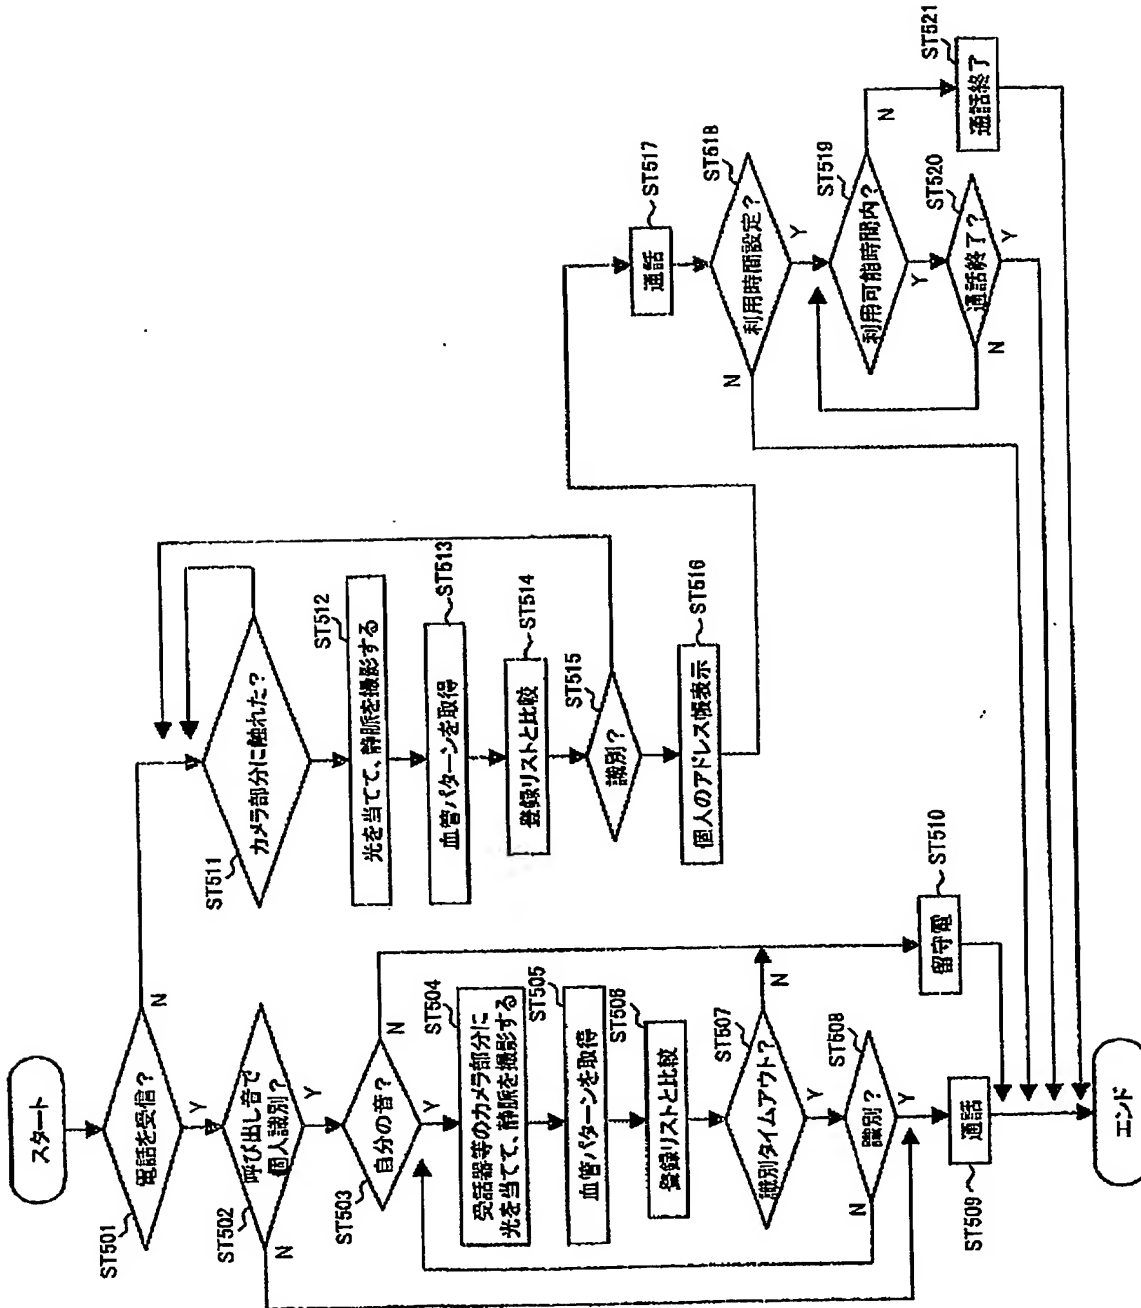 スタート
電話を受信？
ST501
N
Y
呼び出し音で
個人識別？
ST502
N
Y
自分の音？
ST503
N
Y
ST504
受話器等のカメラ部分に
光を当てて、静脈を撮影する
ST505
血管パターンを取得
ST506
登録リストと比較
ST507
識別タイムアウト？
N
Y
ST508
識別？
N
Y
通話
ST509
ST510
留守電
エンド
カメラ部分に触れた？
ST511
ST512
光を当てて、静脈を撮影する
ST513
血管パターンを取得
ST514
登録リストと比較
ST515
識別？
ST516
個人のアドレス帳表示
ST517
通話
ST518
利用時間設定？
N
Y
ST519
利用可能時間内？
N
Y
ST520
通話終了？
N
Y
ST521
通話終了